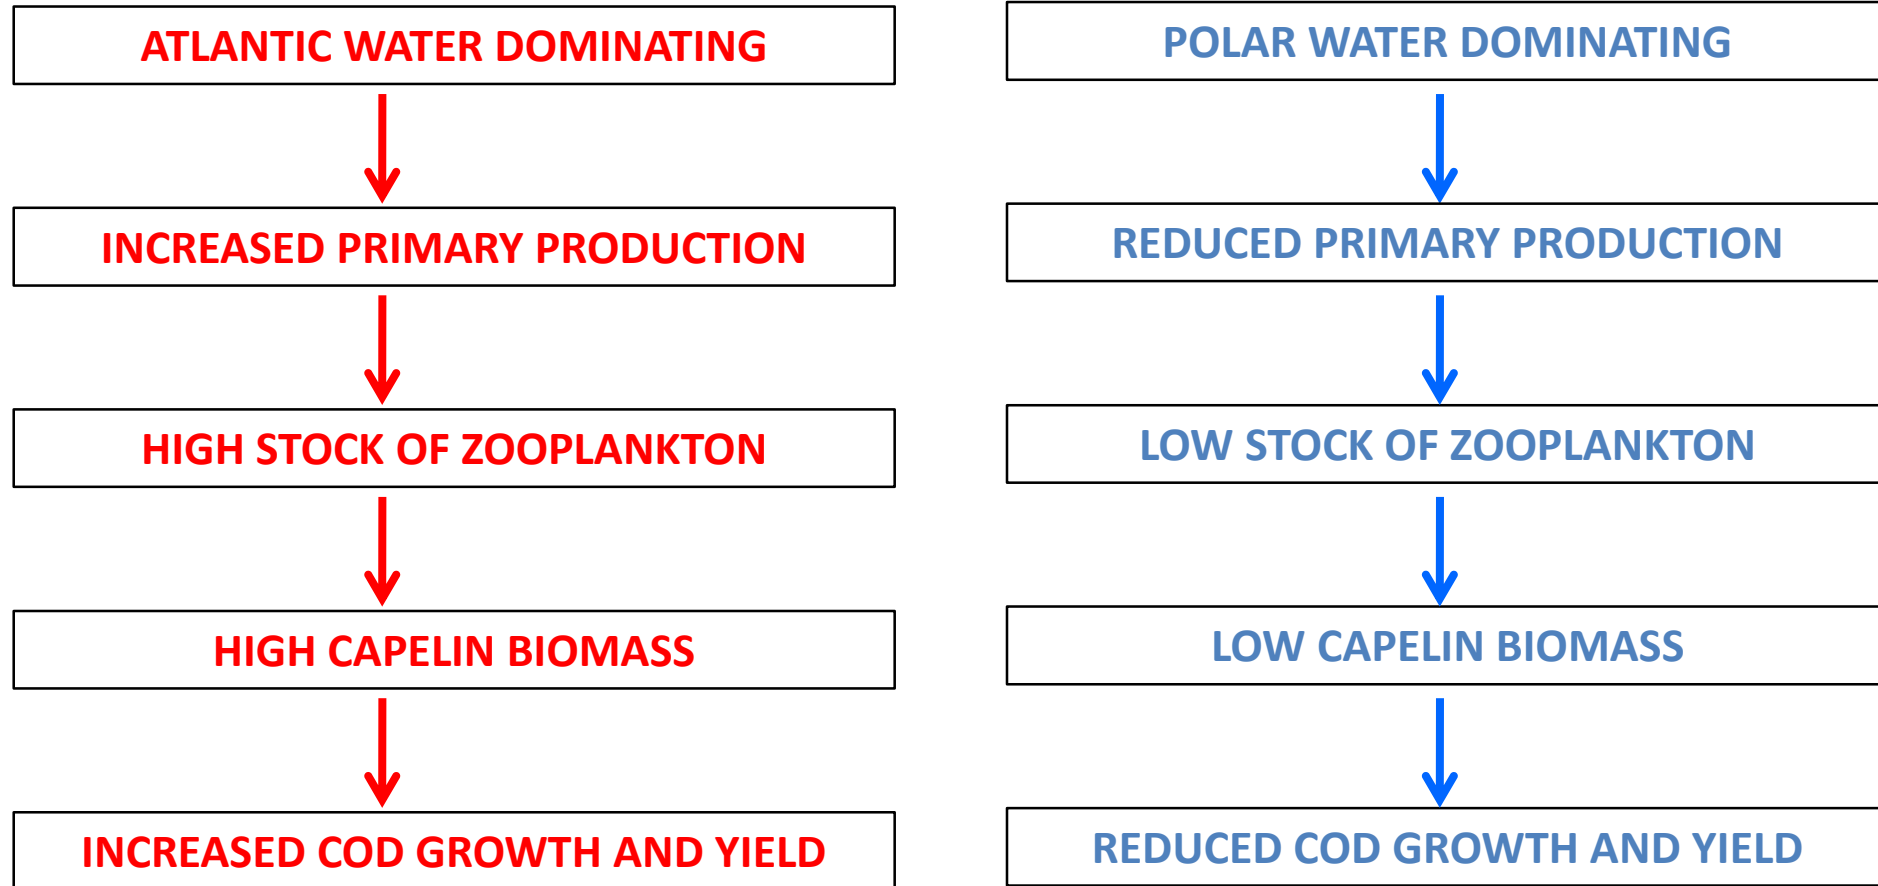 ATLANTIC WATER DOMINATING
INCREASED PRIMARY PRODUCTION
HIGH STOCK OF ZOOPLANKTON
HIGH CAPELIN BIOMASS
INCREASED COD GROWTH AND YIELD
POLAR WATER DOMINATING
REDUCED PRIMARY PRODUCTION
LOW STOCK OF ZOOPLANKTON
LOW CAPELIN BIOMASS
REDUCED COD GROWTH AND YIELD